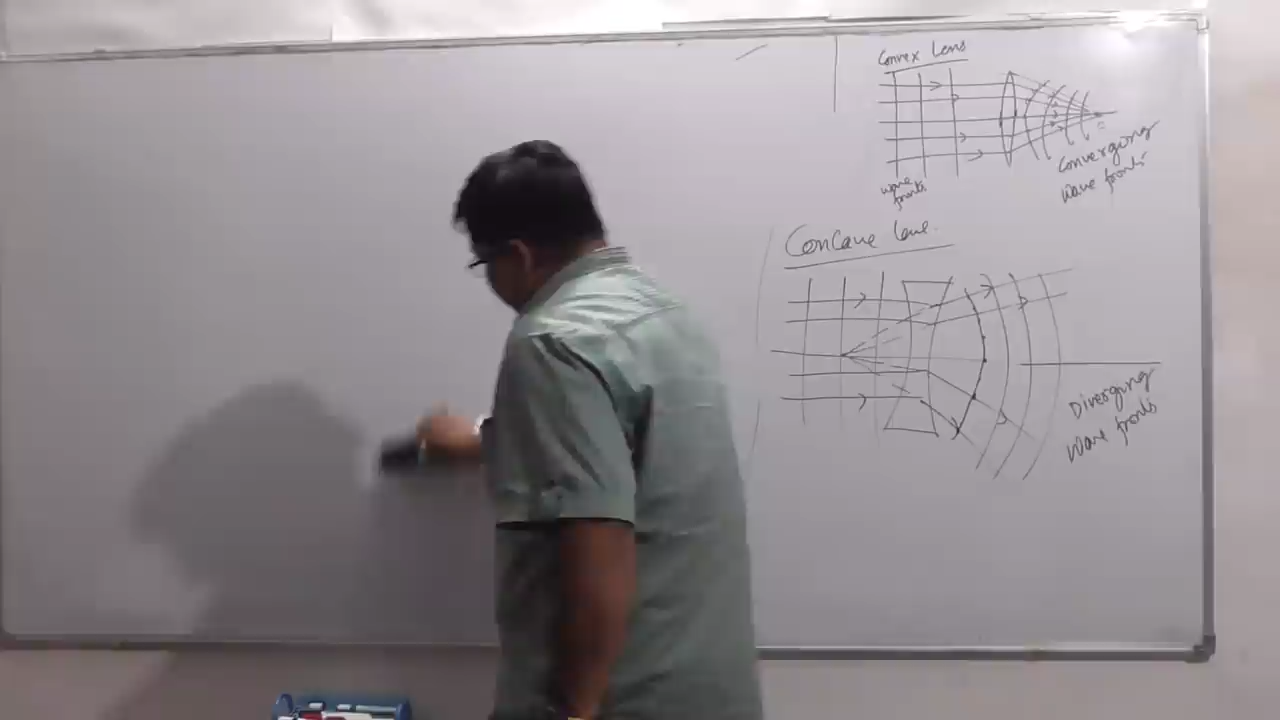 Convex Lens
wave
fronts
Converging
wave fronts
Concave Lens.
Diverging
wave fronts